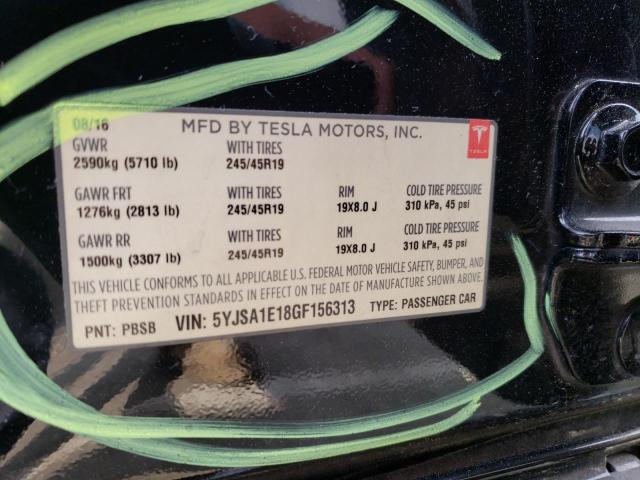 08/16 MFD BY TESLA MOTORS, INC.
TESLA
GVWR WITH TIRES
2590kg (5710 lb) 245/45R19
GAWR FRT WITH TIRES RIM COLD TIRE PRESSURE
1276kg (2813 lb) 245/45R19 19X8.0 J 310 kPa, 45 psi
GAWR RR WITH TIRES RIM COLD TIRE PRESSURE
1500kg (3307 lb) 245/45R19 19X8.0 J 310 kPa, 45 psi
THIS VEHICLE CONFORMS TO ALL APPLICABLE U.S. FEDERAL MOTOR VEHICLE SAFETY, BUMPER, AND
THEFT PREVENTION STANDARDS IN EFFECT ON THE DATE OF MANUFACTURE SHOWN ABOVE.
PNT: PBSB VIN: 5YJSA1E18GF156313 TYPE: PASSENGER CAR